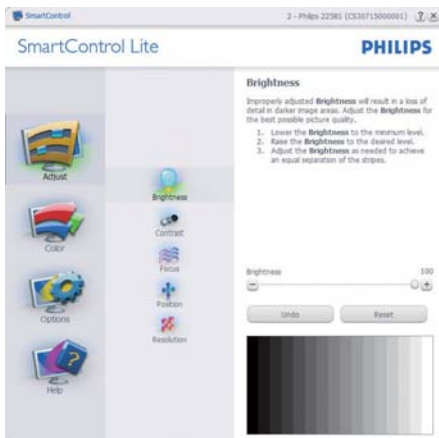 SmartControl
2 - Philips 225B1 (CS30715000001)
SmartControl Lite
PHILIPS
Adjust
Color
Options
Help
Brightness
Contrast
Focus
Position
Resolution
Brightness
Improperly adjusted Brightness will result in a loss of
detail in darker image areas. Adjust the Brightness for
the best possible picture quality.
1. Lower the Brightness to the minimum level.
2. Raise the Brightness to the desired level.
3. Adjust the Brightness as needed to achieve
an equal separation of the stripes.
Brightness 100
Undo Reset